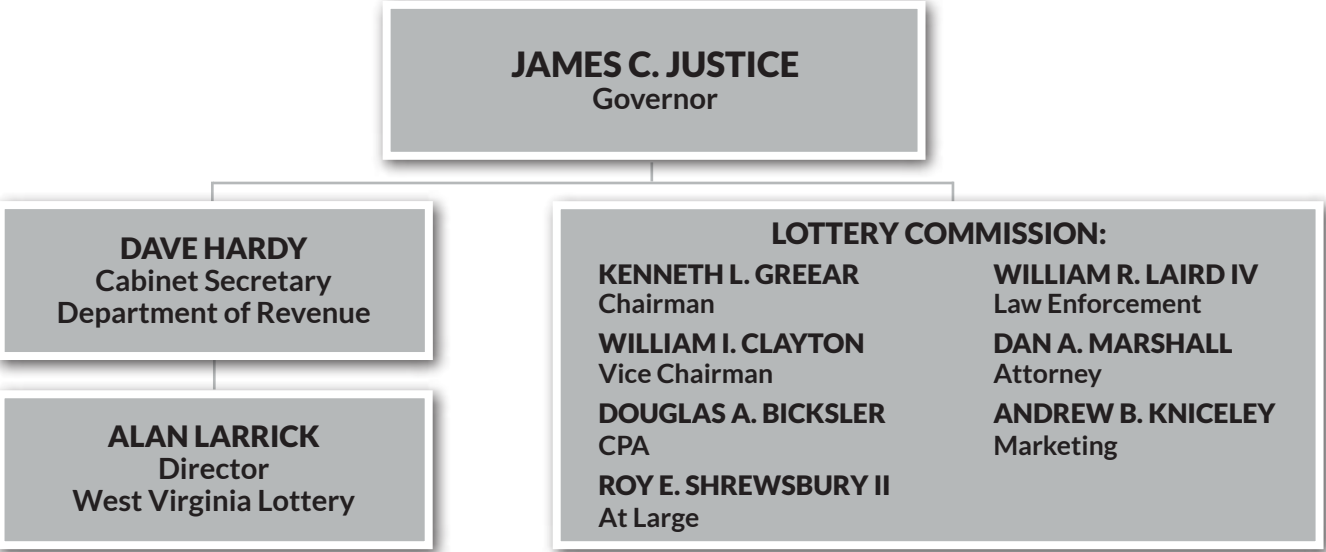 JAMES C. JUSTICE
Governor
DAVE HARDY
Cabinet Secretary
Department of Revenue
ALAN LARRICK
Director
West Virginia Lottery
LOTTERY COMMISSION:
KENNETH L. GREEAR
Chairman
WILLIAM I. CLAYTON
Vice Chairman
DOUGLAS A. BICKSLER
CPA
ROY E. SHREWSBURY II
At Large
WILLIAM R. LAIRD IV
Law Enforcement
DAN A. MARSHALL
Attorney
ANDREW B. KNICELEY
Marketing